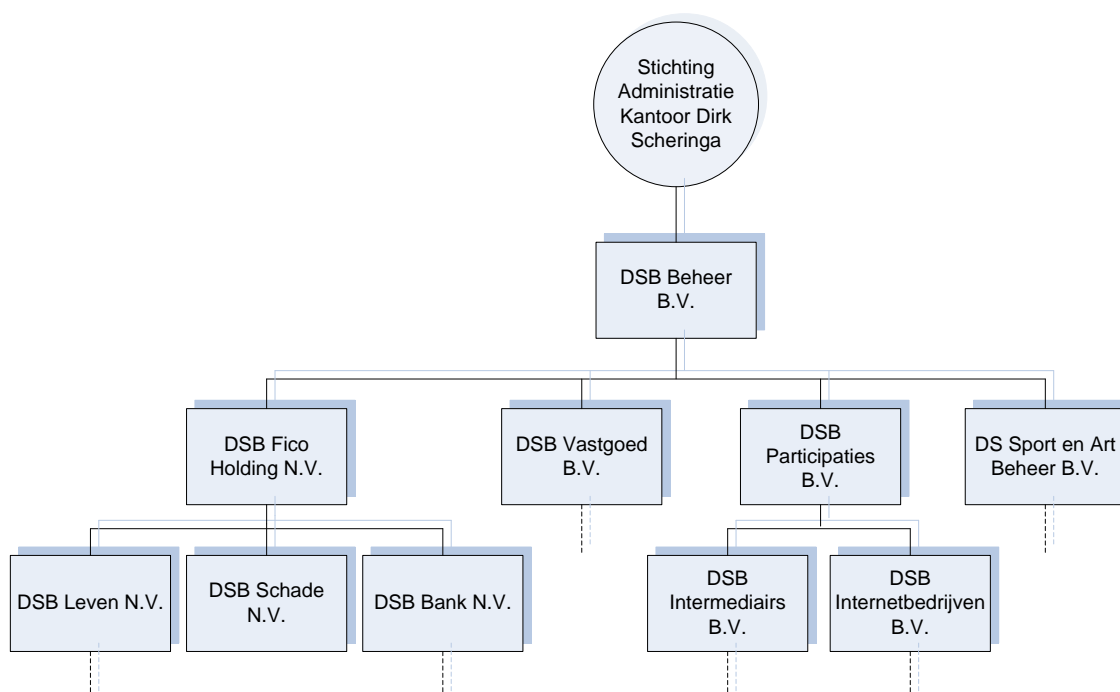 Stichting
Administratie
Kantoor Dirk
Scheringa
DSB Beheer
B.V.
DSB Fico
Holding N.V.
DSB Vastgoed
B.V.
DSB
Participaties
B.V.
DS Sport en Art
Beheer B.V.
DSB Leven N.V.
DSB Schade
N.V.
DSB Bank N.V.
DSB
Intermediairs
B.V.
DSB
Internetbedrijven
B.V.